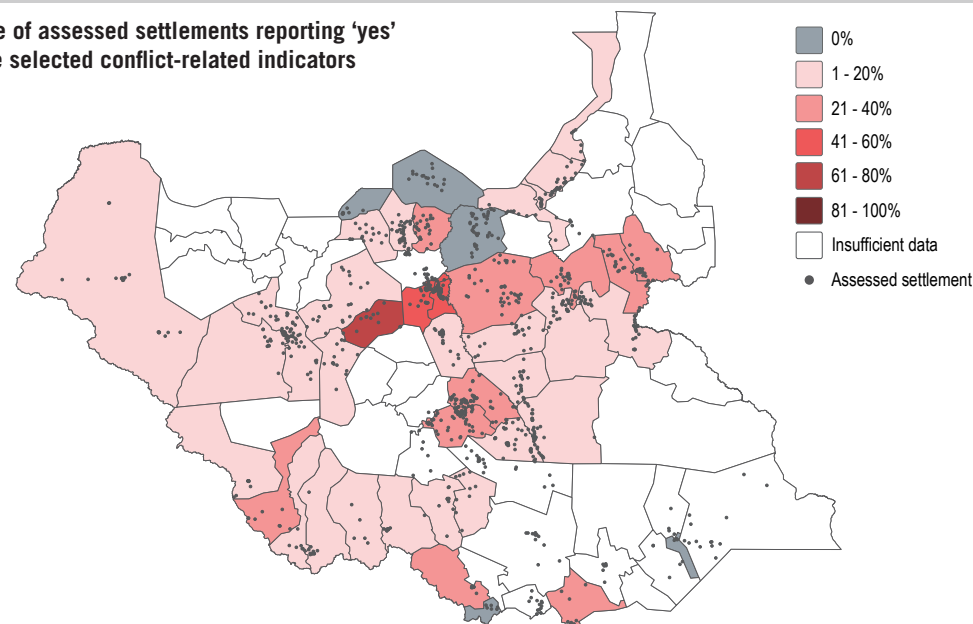 of assessed settlements reporting ‘yes’
selected conflict-related indicators
0%
1 - 20%
21 - 40%
41 - 60%
61 - 80%
81 - 100%
Insufficient data
Assessed settlement